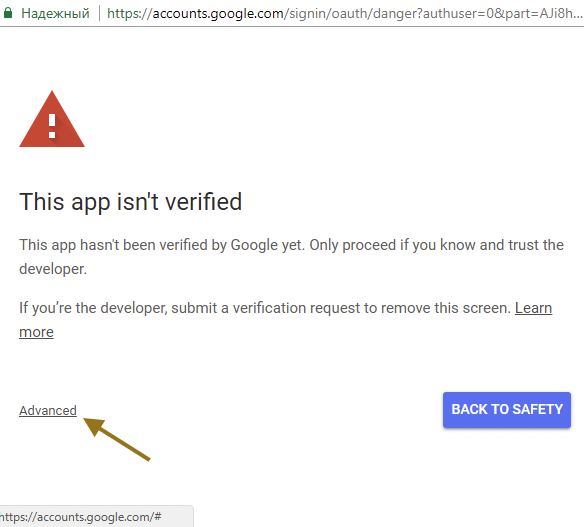 Надежный | https://accounts.google.com/signin/oauth/danger?authuser=0&part=AJi8h...
This app isn't verified
This app hasn't been verified by Google yet. Only proceed if you know and trust the
developer.
If you’re the developer, submit a verification request to remove this screen. Learn
more
Advanced
BACK TO SAFETY
https://accounts.google.com/#